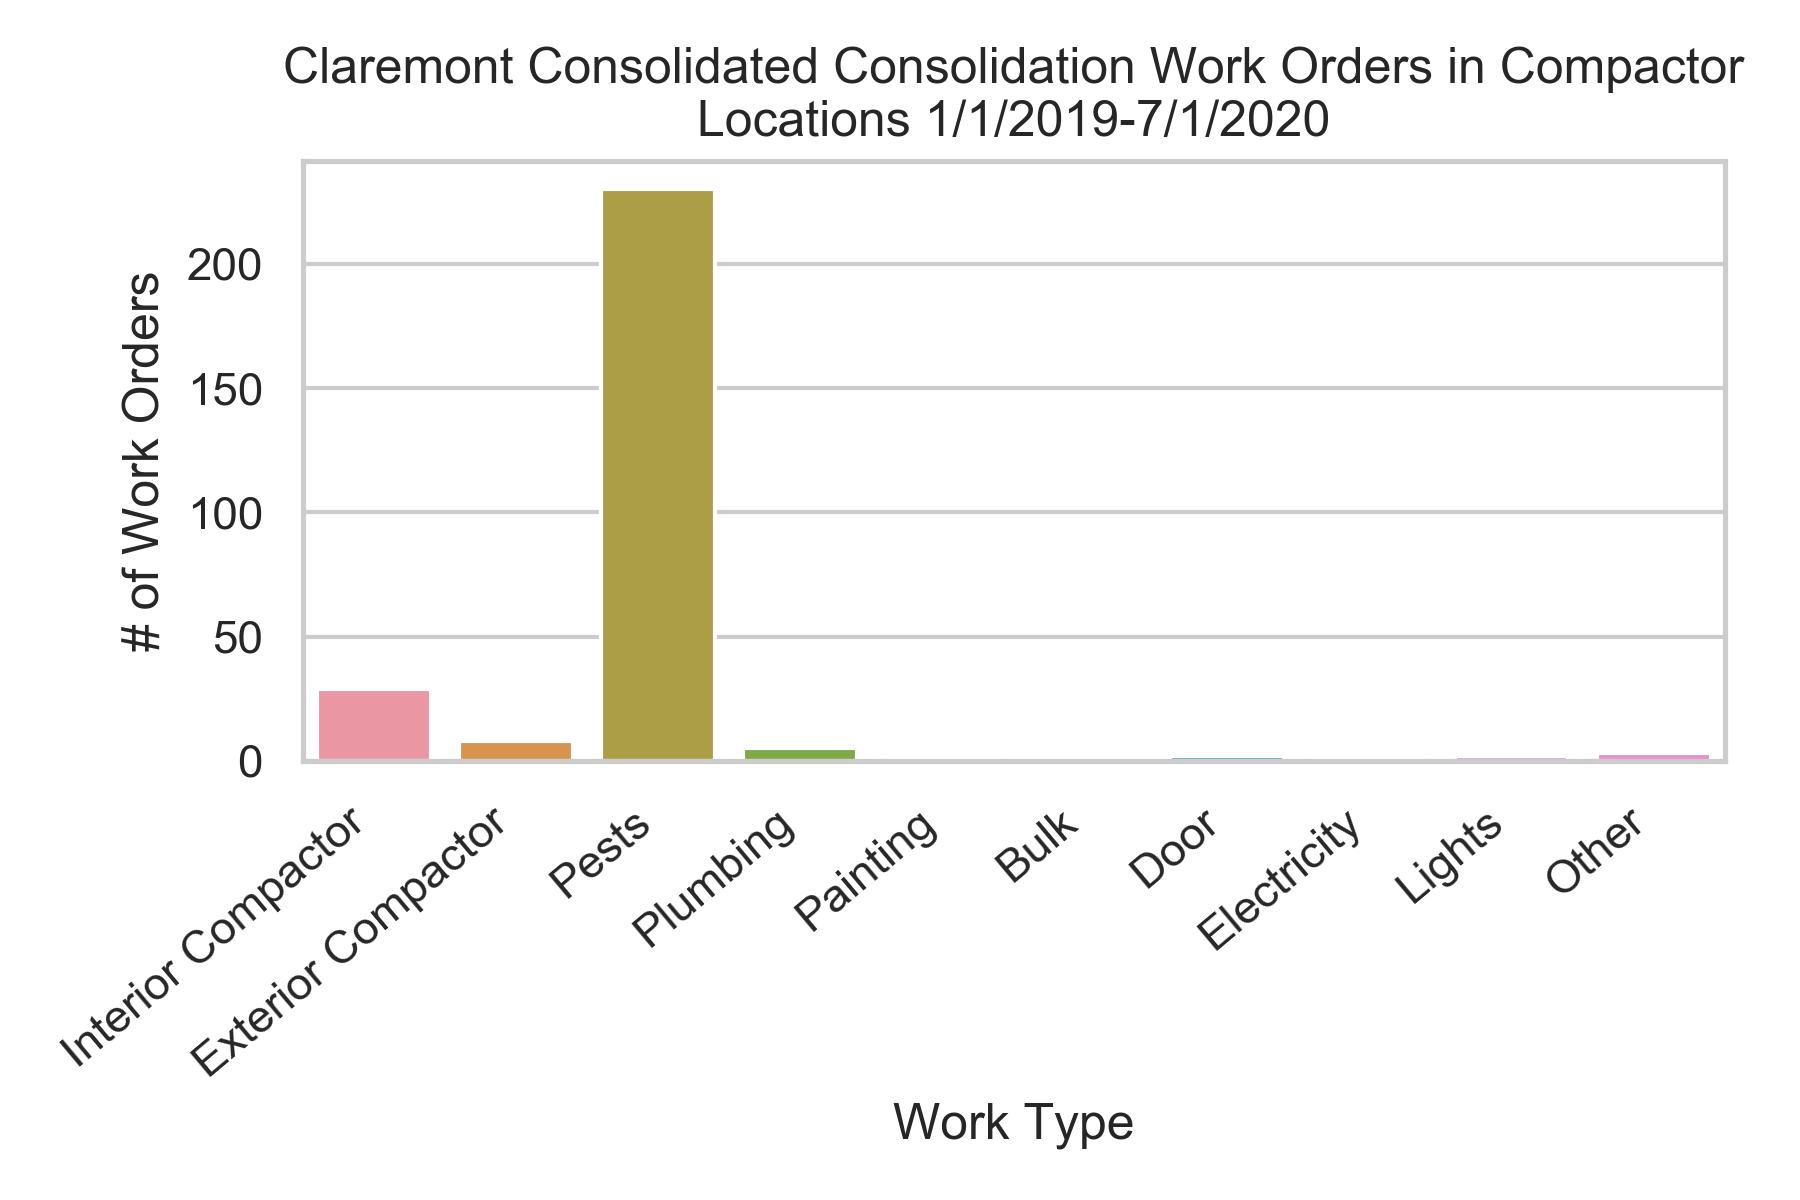 Claremont Consolidated Consolidation Work Orders in Compactor
Locations 1/1/2019-7/1/2020
# of Work Orders
200
150
100
50
0
Interior Compactor
Exterior Compactor
Pests
Plumbing
Painting
Bulk
Door
Electricity
Lights
Other
Work Type